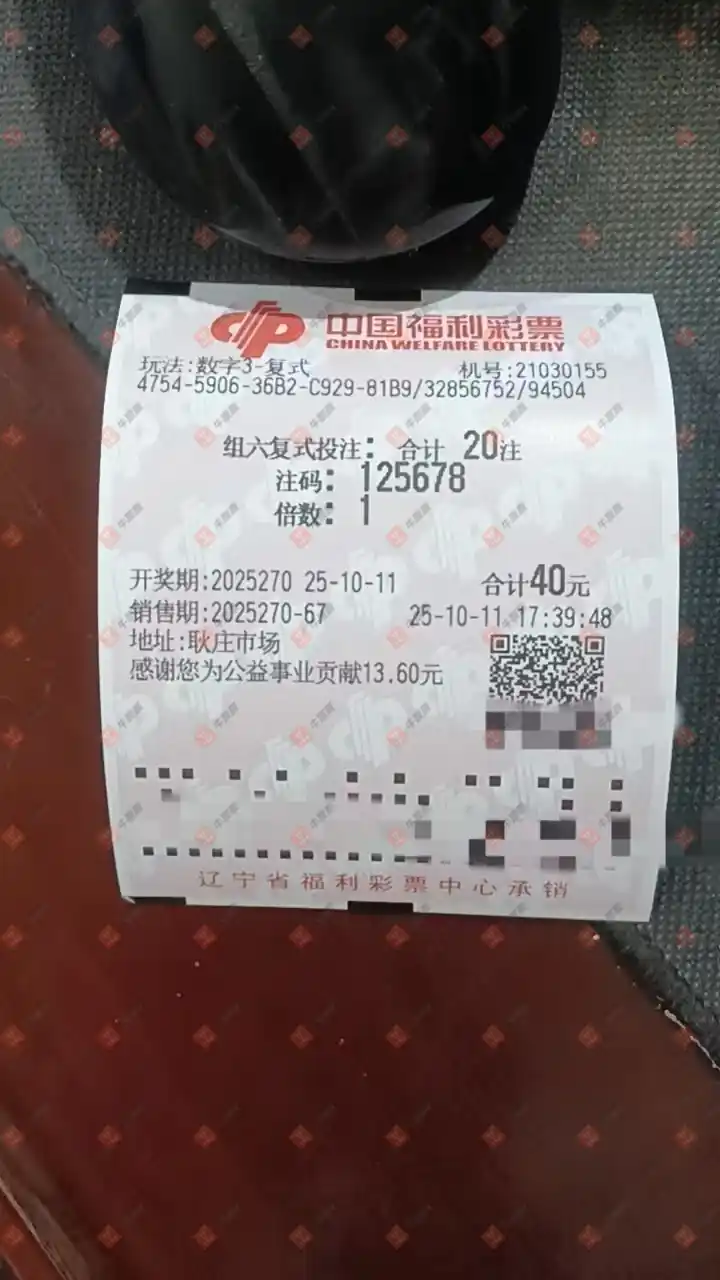 中国福利彩票
CHINA WELFARE LOTTERY
玩法:数字3-复式 机号:21030155
4754-5906-36B2-C929-81B9/32856752/94504
组六复式投注: 合计 20注
注码: 125678
倍数: 1
开奖期:2025270 25-10-11 合计40元
销售期:2025270-67 25-10-11 17:39:48
地址:耿庄市场
感谢您为公益事业贡献13.60元
辽宁省福利彩票中心承销